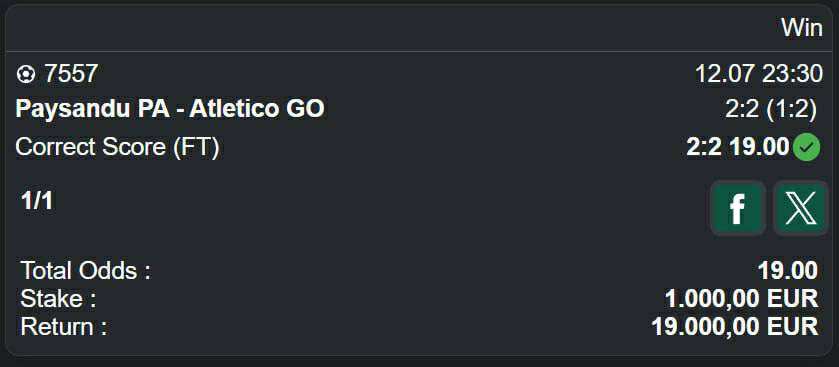 Win
7557 12.07 23:30
Paysandu PA - Atletico GO 2:2 (1:2)
Correct Score (FT) 2:2 19.00
1/1
f X
Total Odds : 19.00
Stake : 1.000,00 EUR
Return : 19.000,00 EUR